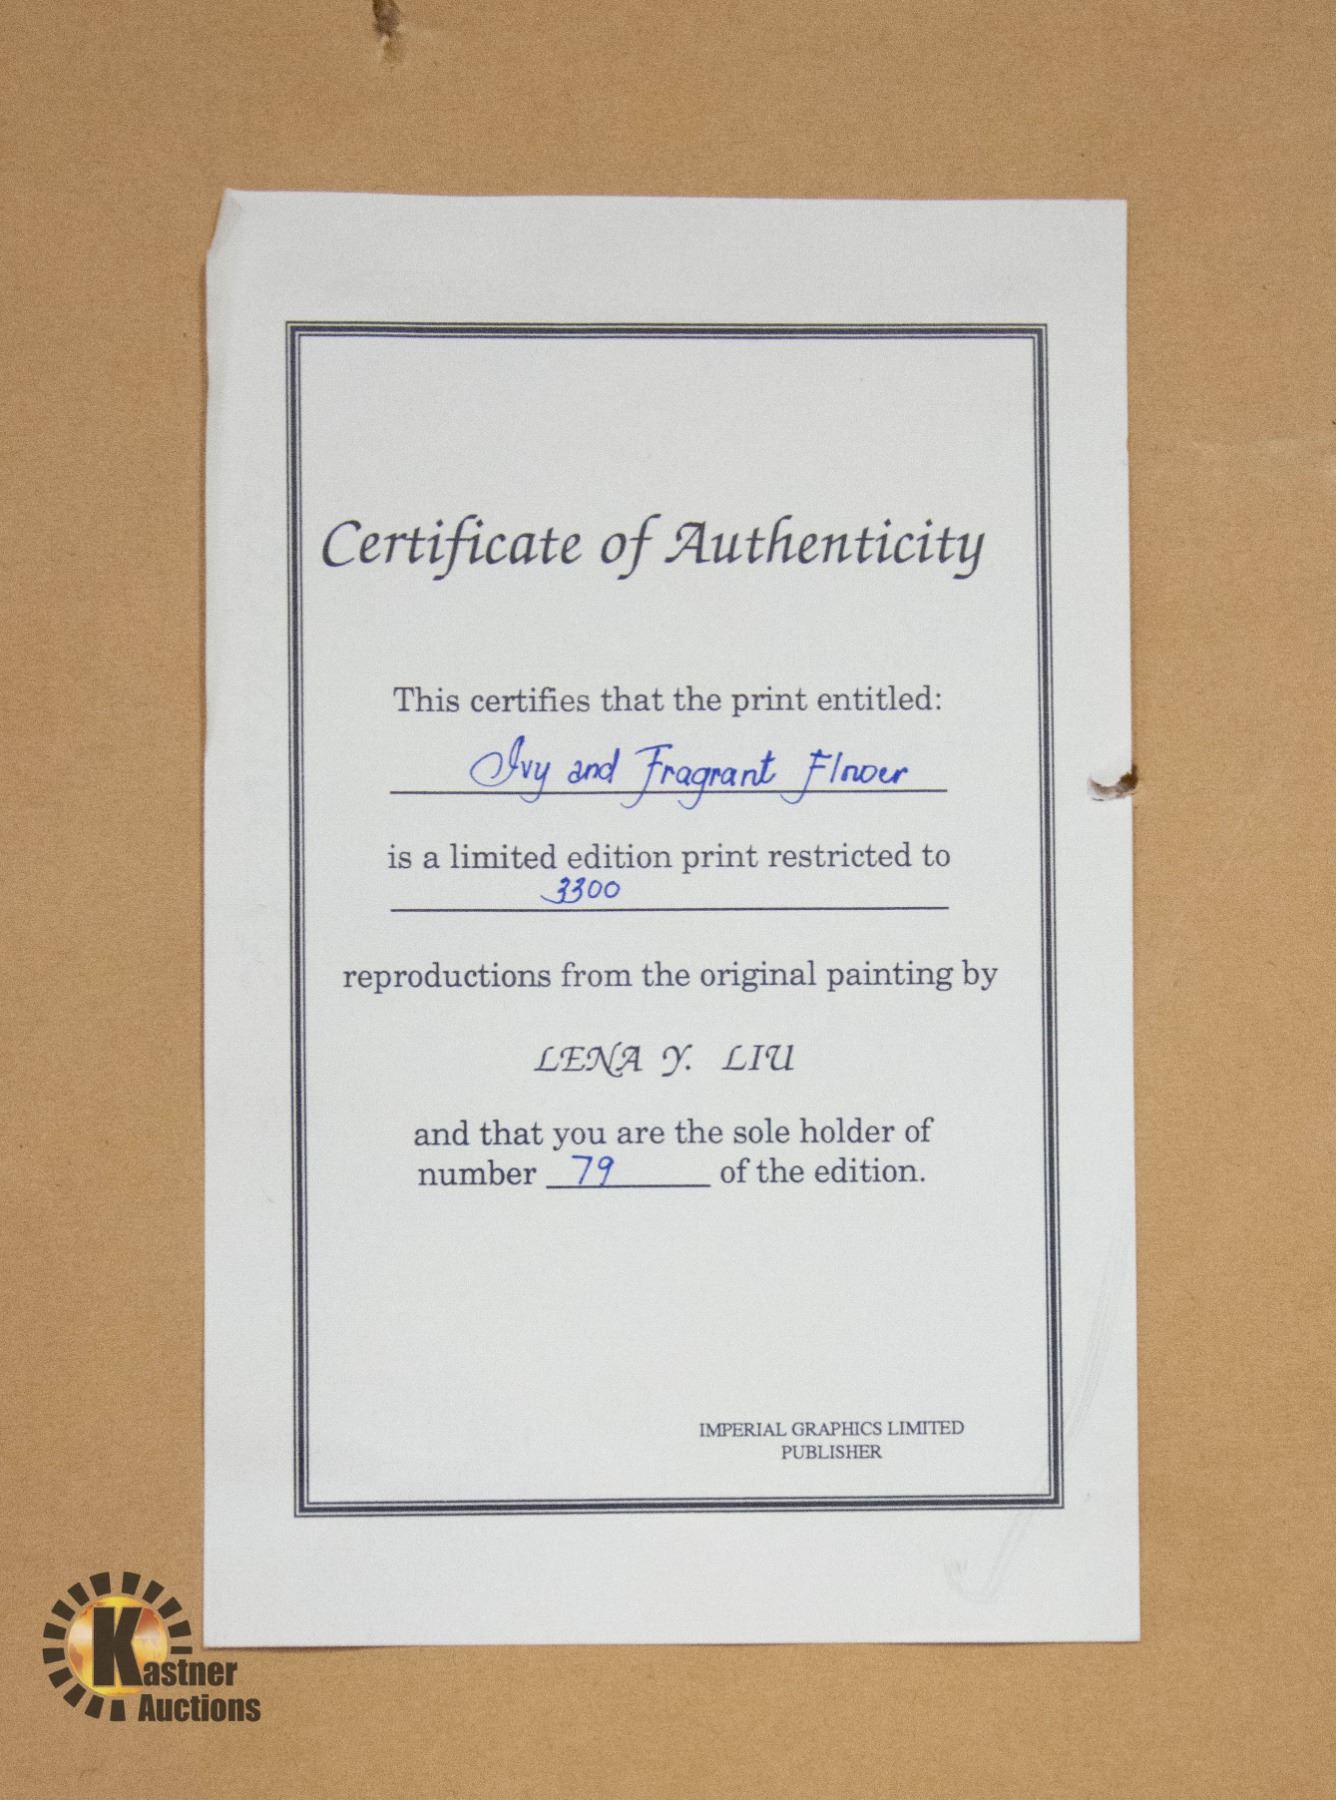 Certificate of Authenticity
This certifies that the print entitled:
Ivy and Fragrant Flower
is a limited edition print restricted to
3300
reproductions from the original painting by
LENA Y. LIU
and that you are the sole holder of
number 79 of the edition.
IMPERIAL GRAPHICS LIMITED
PUBLISHER
Kastner
Auctions